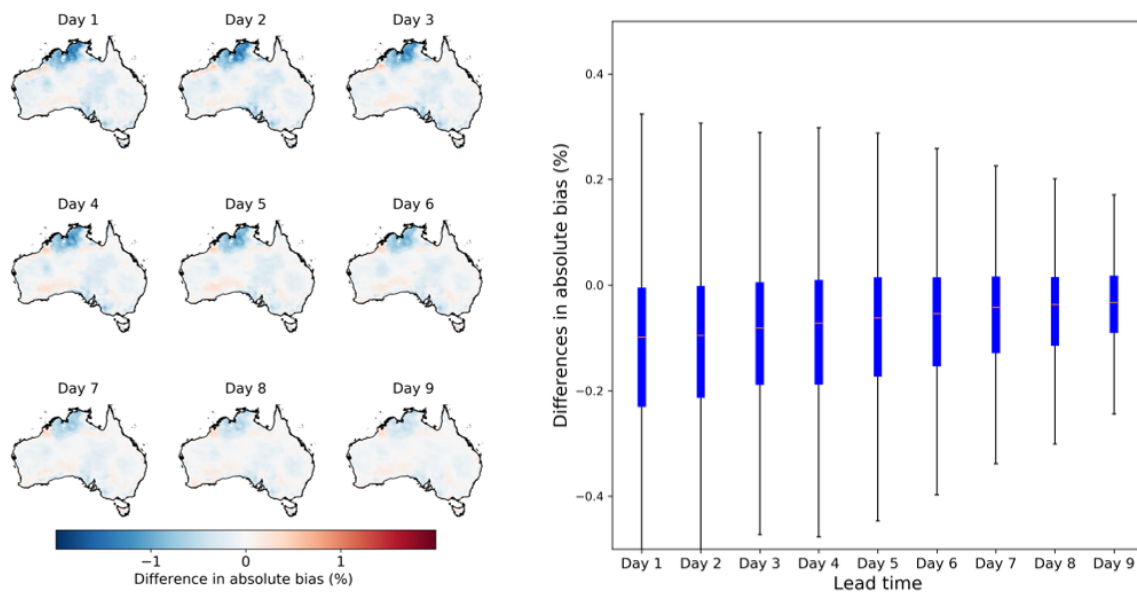 Day 1 Day 2 Day 3
Day 4 Day 5 Day 6
Day 7 Day 8 Day 9
−1 0 1
Difference in absolute bias (%)
Differences in absolute bias (%)
0.4
0.2
0.0
−0.2
−0.4
Day 1 Day 2 Day 3 Day 4 Day 5 Day 6 Day 7 Day 8 Day 9
Lead time